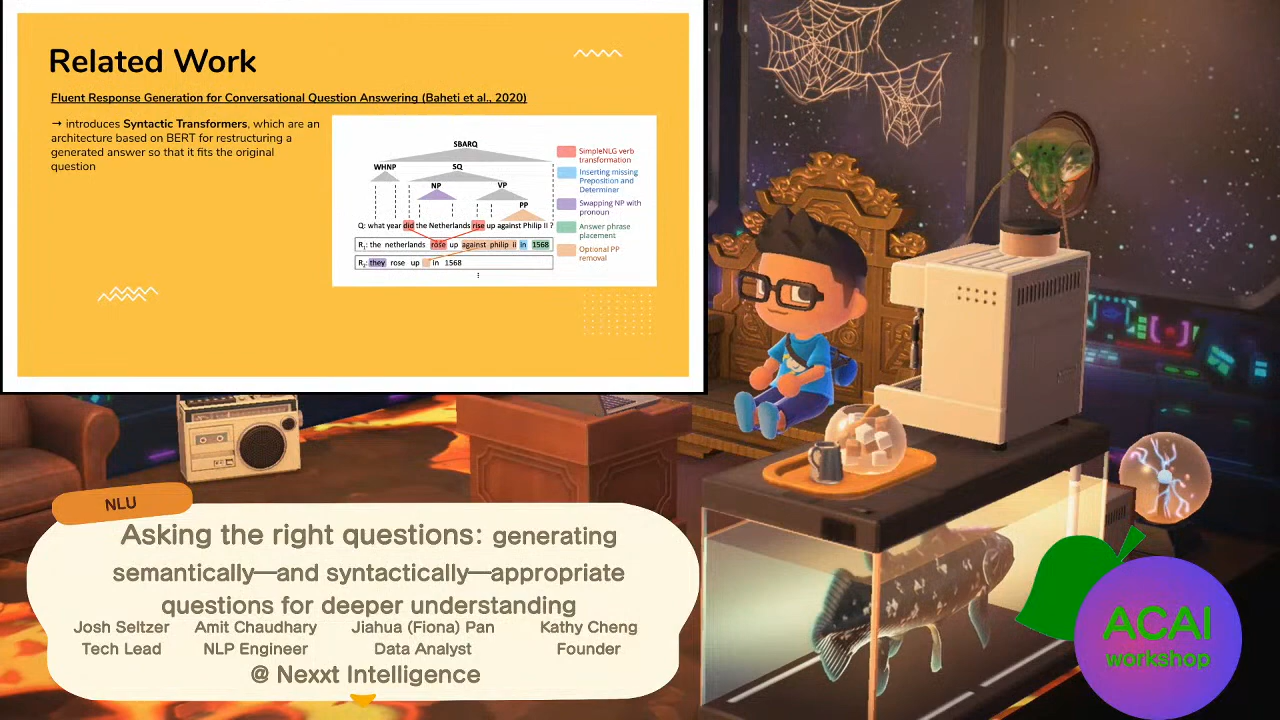 Related Work
Fluent Response Generation for Conversational Question Answering (Baheti et al., 2020)
→ introduces Syntactic Transformers, which are an
architecture based on BERT for restructuring a
generated answer so that it fits the original
question
SBARQ
WHNP
SQ
NP
VP
PP
Q: what year did the Netherlands rise up against Philip II ?
R1: the netherlands rose up against philip ii in 1568
R2: they rose up in 1568
⋮
SimpleNLG verb
transformation
Inserting missing
Preposition and
Determiner
Swapping NP with
pronoun
Answer phrase
placement
Optional PP
removal
NLU
Asking the right questions: generating
semantically—and syntactically—appropriate
questions for deeper understanding
Josh Seltzer Amit Chaudhary Jiahua (Fiona) Pan Kathy Cheng
Tech Lead NLP Engineer Data Analyst Founder
@ Nexxt Intelligence
ACAI
workshop